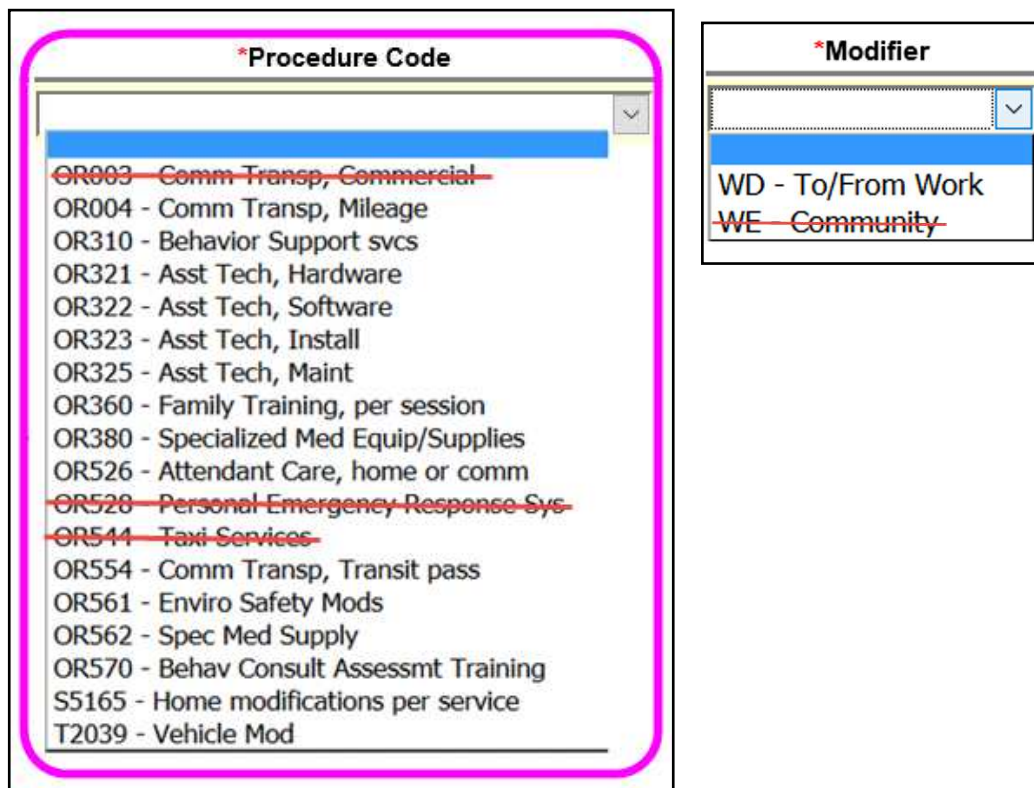 *Procedure Code
OR003 - Comm Transp, Commercial
OR004 - Comm Transp, Mileage
OR310 - Behavior Support svcs
OR321 - Asst Tech, Hardware
OR322 - Asst Tech, Software
OR323 - Asst Tech, Install
OR325 - Asst Tech, Maint
OR360 - Family Training, per session
OR380 - Specialized Med Equip/Supplies
OR526 - Attendant Care, home or comm
OR528 - Personal Emergency Response Sys
OR544 - Taxi Services
OR554 - Comm Transp, Transit pass
OR561 - Enviro Safety Mods
OR562 - Spec Med Supply
OR570 - Behav Consult Assessmt Training
S5165 - Home modifications per service
T2039 - Vehicle Mod
*Modifier
WD - To/From Work
WE - Community